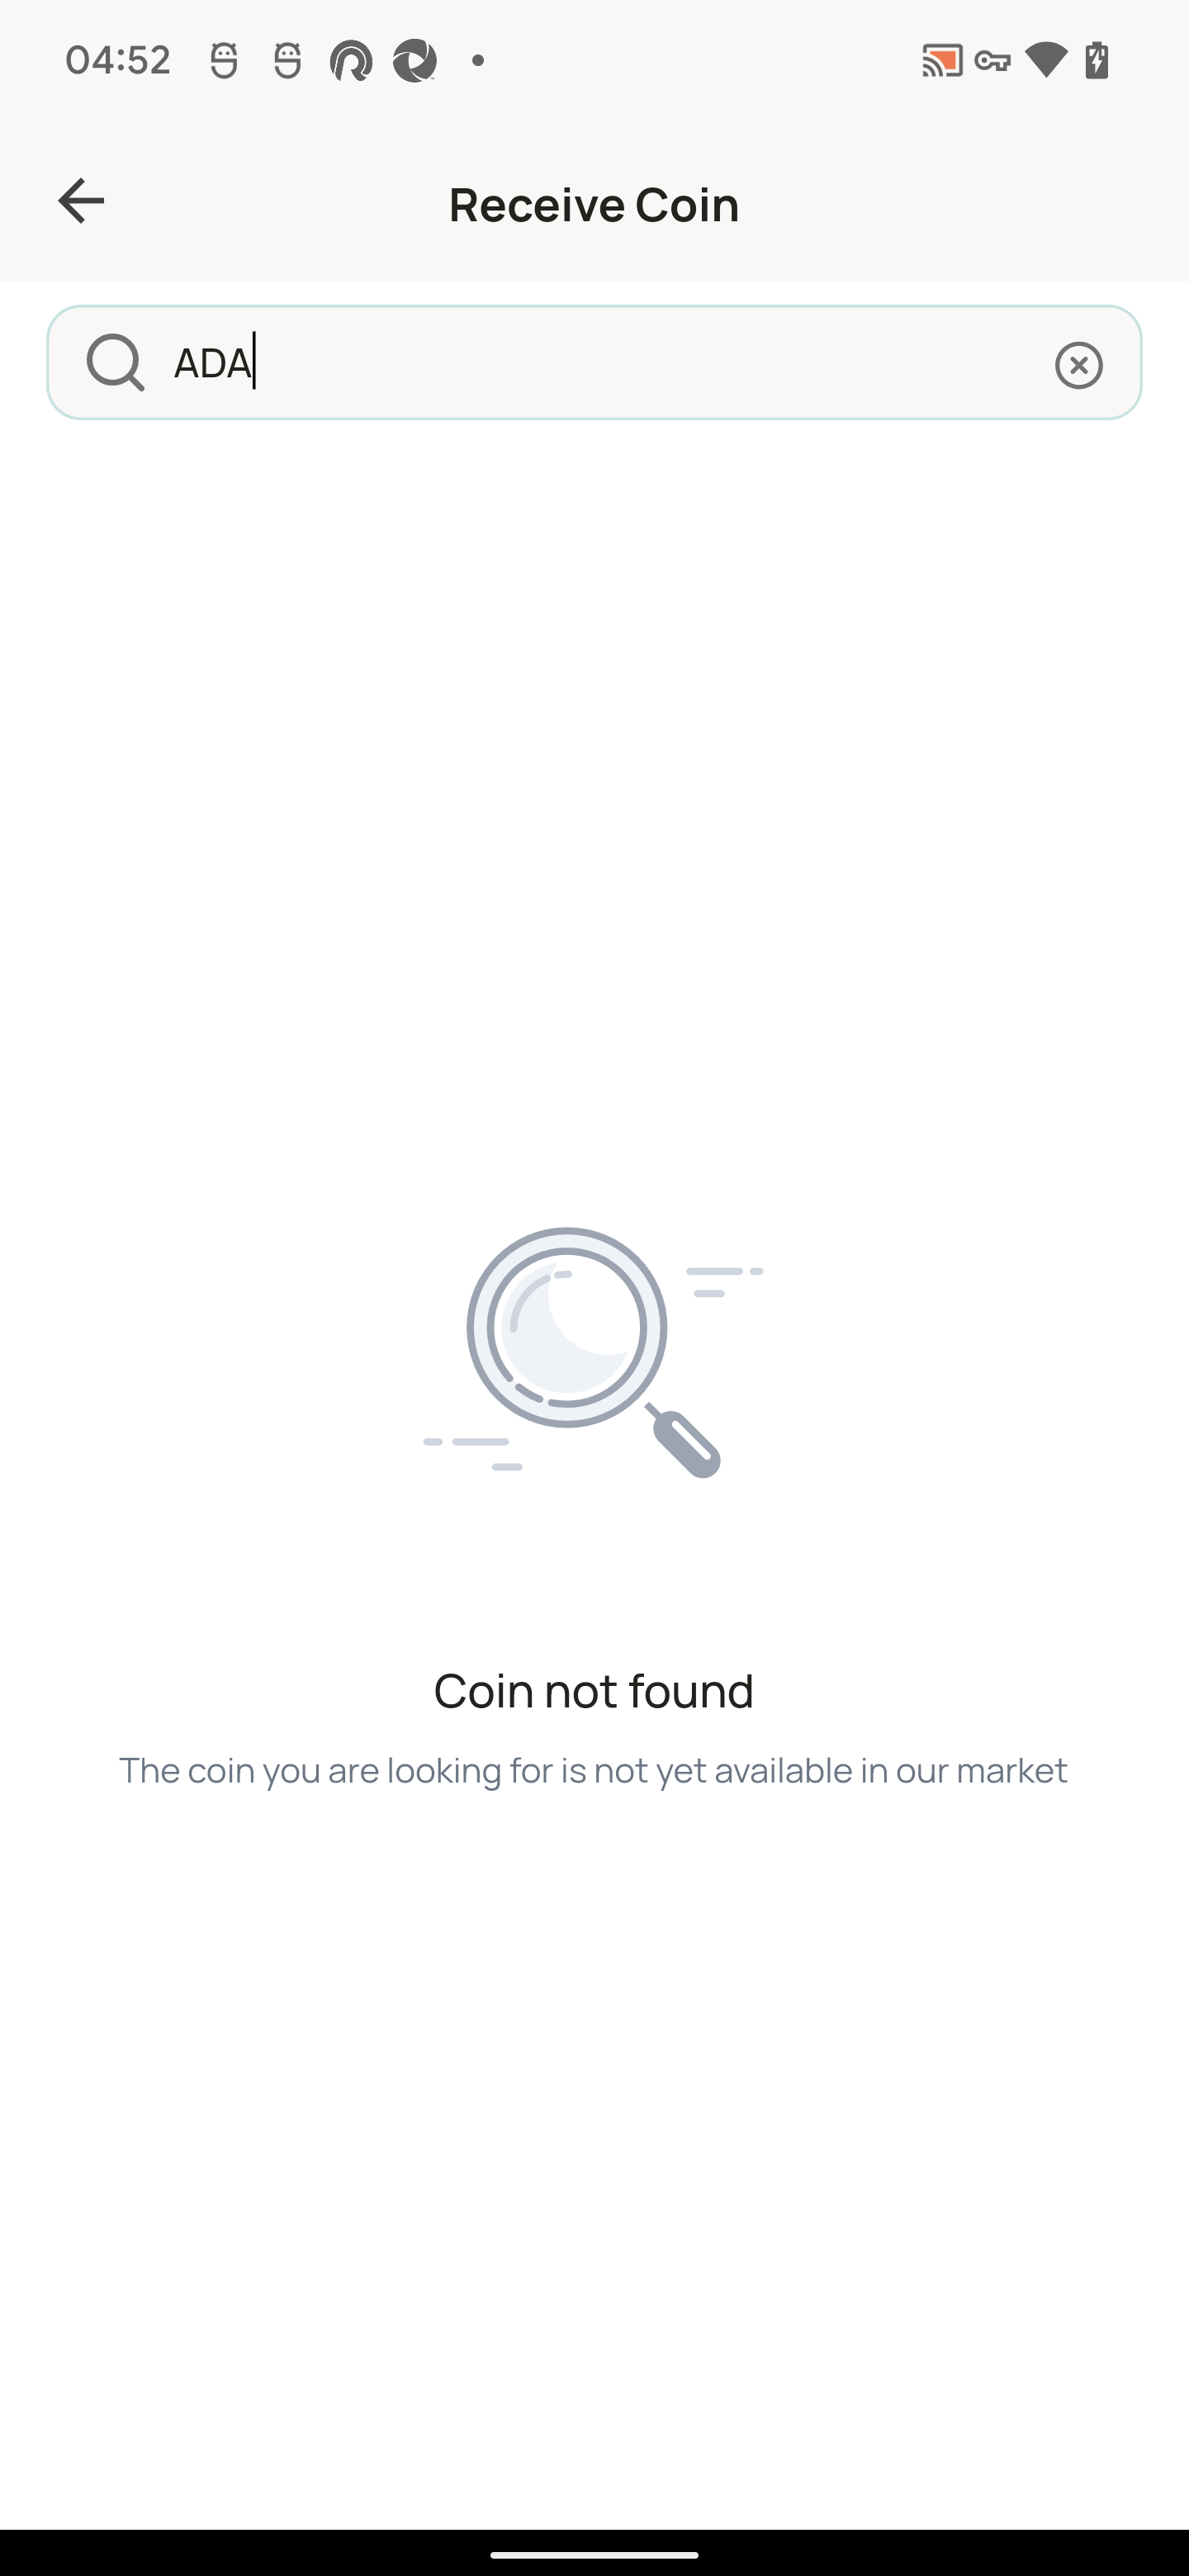 04:52
Receive Coin
ADA
Coin not found
The coin you are looking for is not yet available in our market